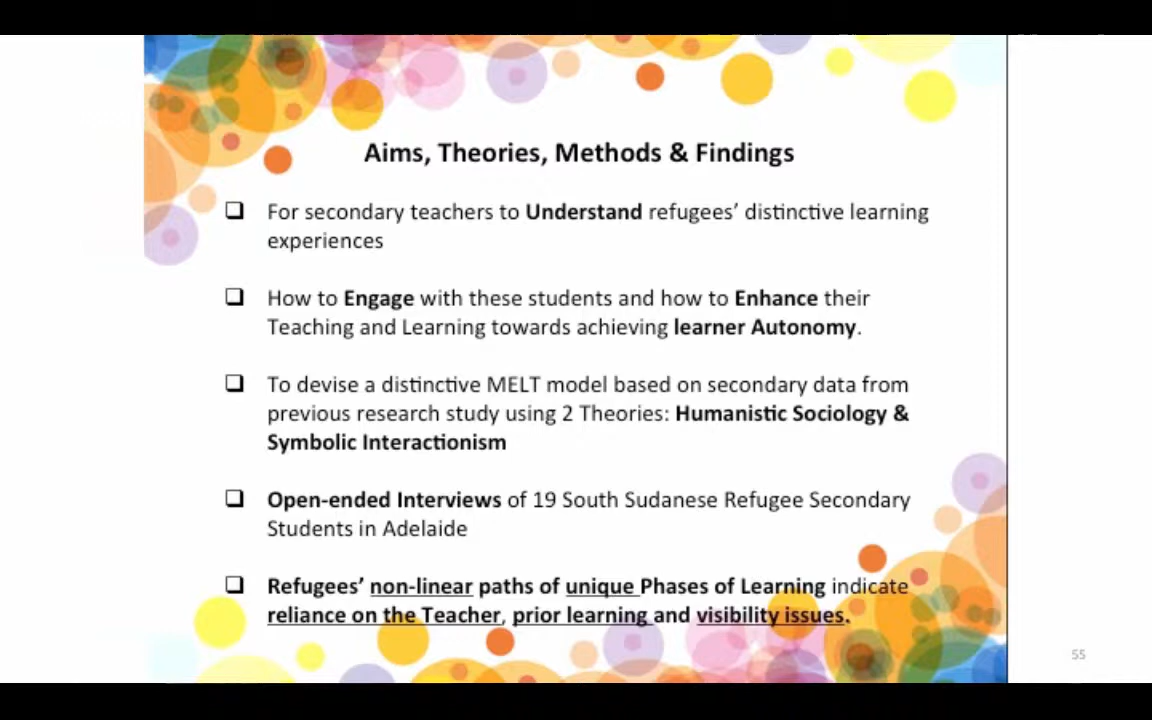 Aims, Theories, Methods & Findings
❑ For secondary teachers to Understand refugees’ distinctive learning
experiences
❑ How to Engage with these students and how to Enhance their
Teaching and Learning towards achieving learner Autonomy.
❑ To devise a distinctive MELT model based on secondary data from
previous research study using 2 Theories: Humanistic Sociology &
Symbolic Interactionism
❑ Open-ended Interviews of 19 South Sudanese Refugee Secondary
Students in Adelaide
❑ Refugees’ non-linear paths of unique Phases of Learning indicate
reliance on the Teacher, prior learning and visibility issues.
55